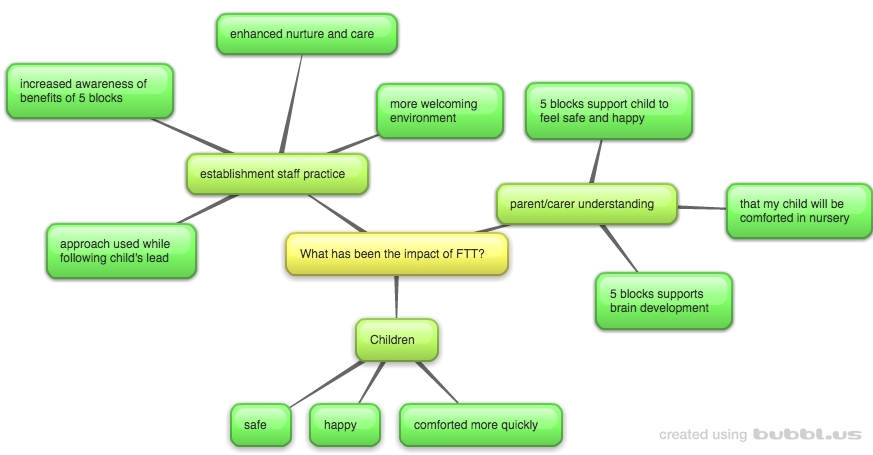 enhanced nurture and care
increased awareness of
benefits of 5 blocks
more welcoming
environment
establishment staff practice
approach used while
following child's lead
5 blocks support child to
feel safe and happy
parent/carer understanding
that my child will be
comforted in nursery
5 blocks supports
brain development
What has been the impact of FTT?
Children
safe
happy
comforted more quickly
created using bubbl.us